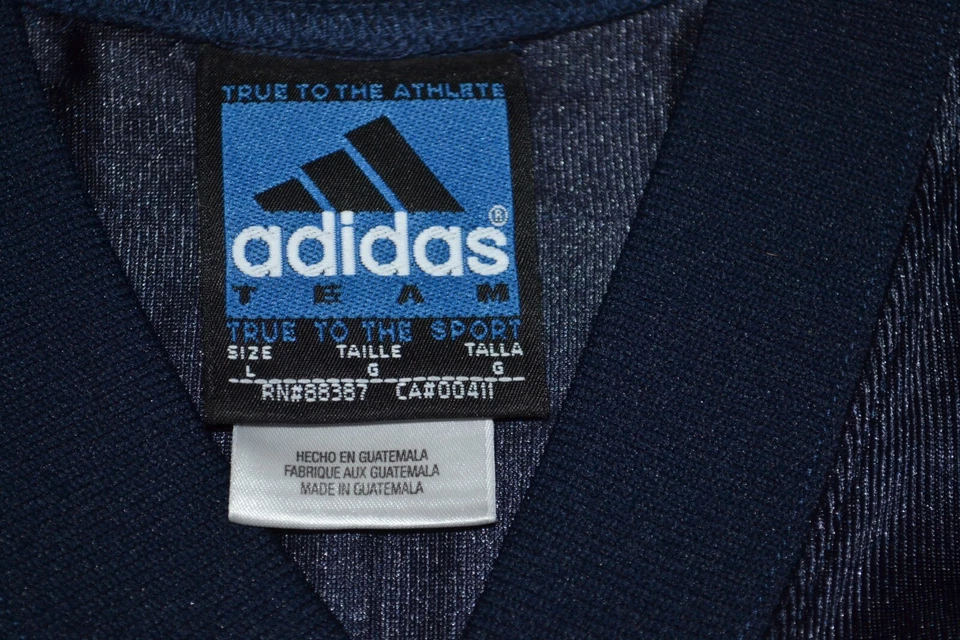 TRUE TO THE ATHLETE
adidas®
TEAM
TRUE TO THE SPORT
SIZE TAILLE TALLA
L G G
RN#88387 CA#00411
HECHO EN GUATEMALA
FABRIQUE AUX GUATEMALA
MADE IN GUATEMALA